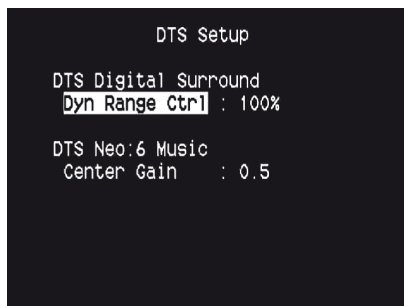 DTS Setup
DTS Digital Surround
Dyn Range Ctrl : 100%
DTS Neo:6 Music
Center Gain : 0.5